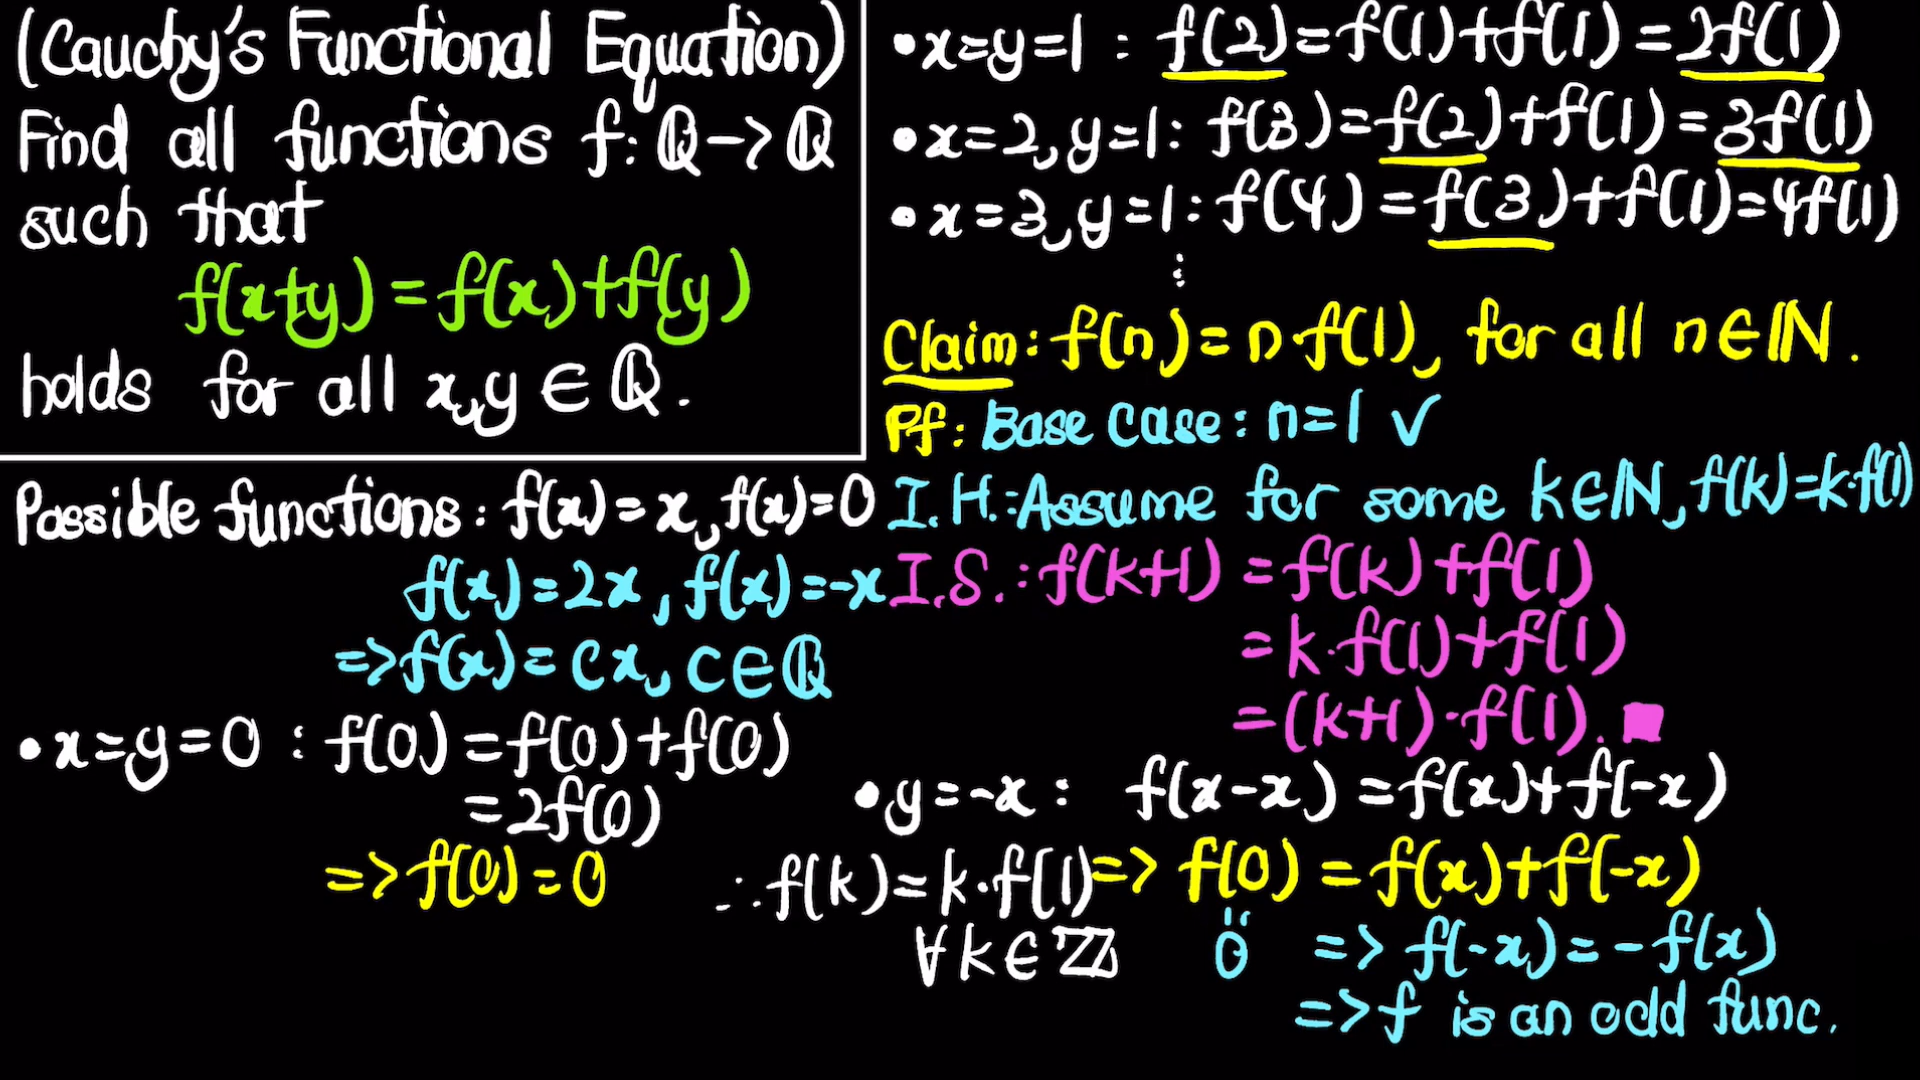 (Cauchy's Functional Equation)
Find all functions f: ℚ->ℚ
such that
f(x+y)=f(x)+f(y)
holds for all x,y∈ℚ.
Possible functions: f(x)=x, f(x)=0
f(x)=2x, f(x)=-x
=>f(x)=cx, c∈ℚ
•x=y=0 : f(0)=f(0)+f(0)
=2f(0)
=>f(0)=0
•x=y=1 : f(2)=f(1)+f(1)=2f(1)
•x=2,y=1: f(3)=f(2)+f(1)=3f(1)
•x=3,y=1: f(4)=f(3)+f(1)=4f(1)
⋮
Claim: f(n)=n·f(1), for all n∈ℕ.
Pf: Base case: n=1 ✓
I.H.:Assume for some k∈ℕ, f(k)=k·f(1)
I.S.: f(k+1) =f(k)+f(1)
=k·f(1)+f(1)
=(k+1)·f(1). ■
•y=-x: f(x-x)=f(x)+f(-x)
=> f(0)=f(x)+f(-x)
0 => f(-x)=-f(x)
=>f is an odd func.
∴f(k)=k·f(1)
∀k∈ℤ